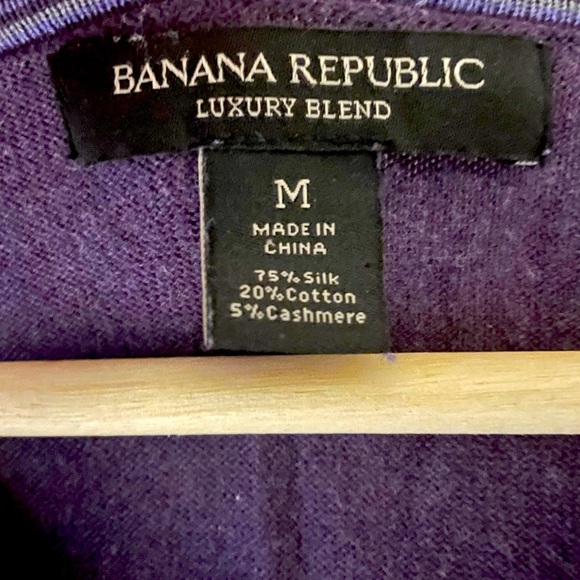 BANANA REPUBLIC
LUXURY BLEND
M
MADE IN
CHINA
75% Silk
20%Cotton
5%Cashmere